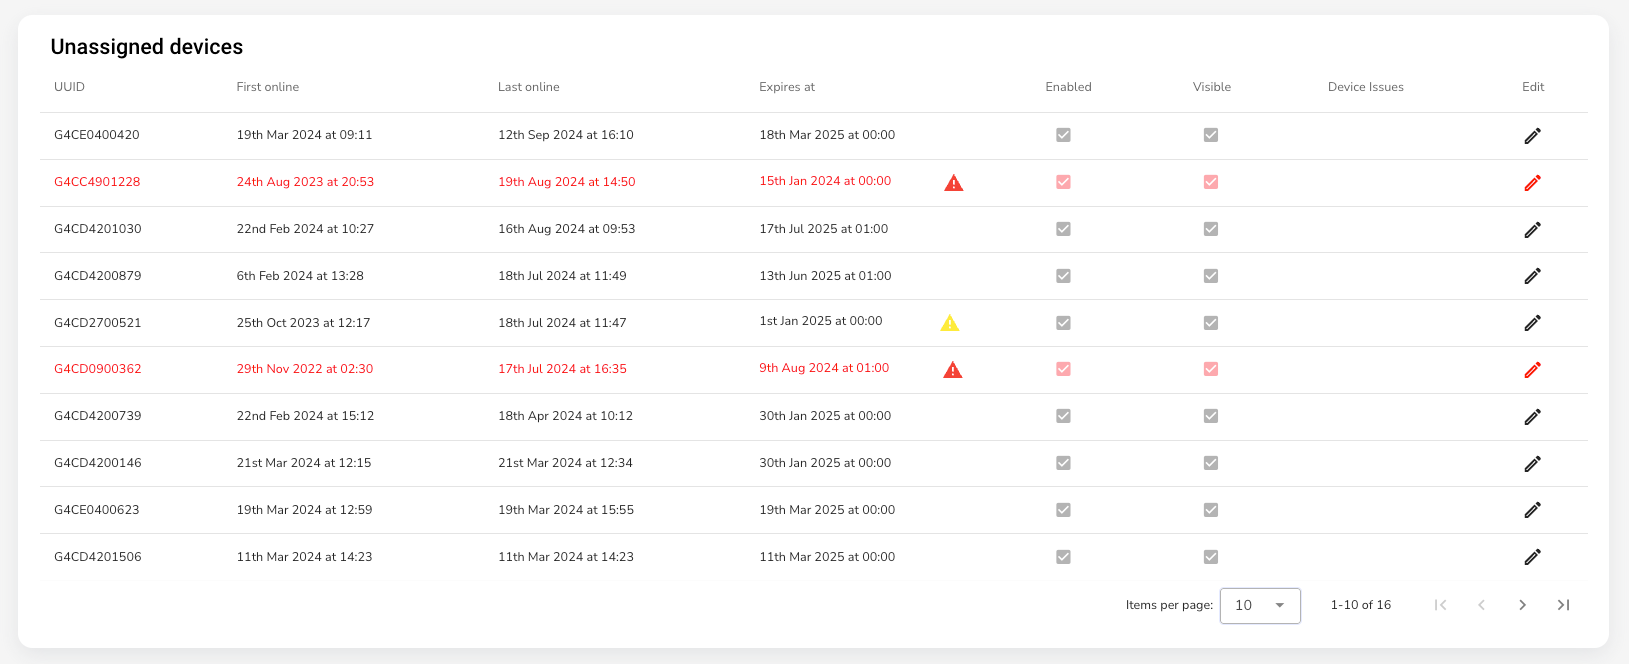 Unassigned devices
UUID First online Last online Expires at Enabled Visible Device Issues Edit
G4CE0400420 19th Mar 2024 at 09:11 12th Sep 2024 at 16:10 18th Mar 2025 at 00:00
G4CC4901228 24th Aug 2023 at 20:53 19th Aug 2024 at 14:50 15th Jan 2024 at 00:00
G4CD4201030 22nd Feb 2024 at 10:27 16th Aug 2024 at 09:53 17th Jul 2025 at 01:00
G4CD4200879 6th Feb 2024 at 13:28 18th Jul 2024 at 11:49 13th Jun 2025 at 01:00
G4CD2700521 25th Oct 2023 at 12:17 18th Jul 2024 at 11:47 1st Jan 2025 at 00:00
G4CD0900362 29th Nov 2022 at 02:30 17th Jul 2024 at 16:35 9th Aug 2024 at 01:00
G4CD4200739 22nd Feb 2024 at 15:12 18th Apr 2024 at 10:12 30th Jan 2025 at 00:00
G4CD4200146 21st Mar 2024 at 12:15 21st Mar 2024 at 12:34 30th Jan 2025 at 00:00
G4CE0400623 19th Mar 2024 at 12:59 19th Mar 2024 at 15:55 19th Mar 2025 at 00:00
G4CD4201506 11th Mar 2024 at 14:23 11th Mar 2024 at 14:23 11th Mar 2025 at 00:00
Items per page: 10 1-10 of 16